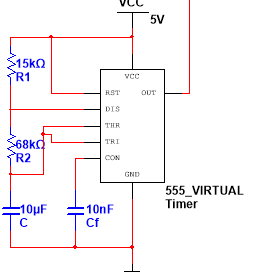 VCC
5V
15kΩ
R1
VCC
RST
OUT
DIS
68kΩ
R2
THR
TRI
CON
GND
555_VIRTUAL
Timer
10µF
C
10nF
Cf